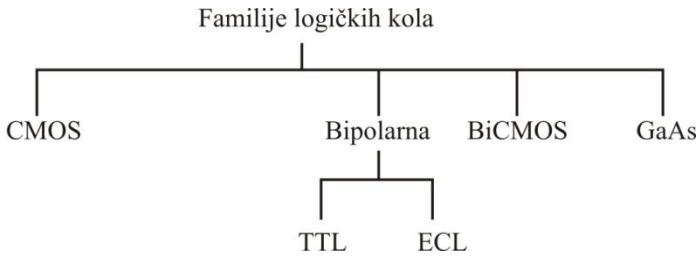 Familije logičkih kola
CMOS Bipolarna BiCMOS GaAs
TTL ECL